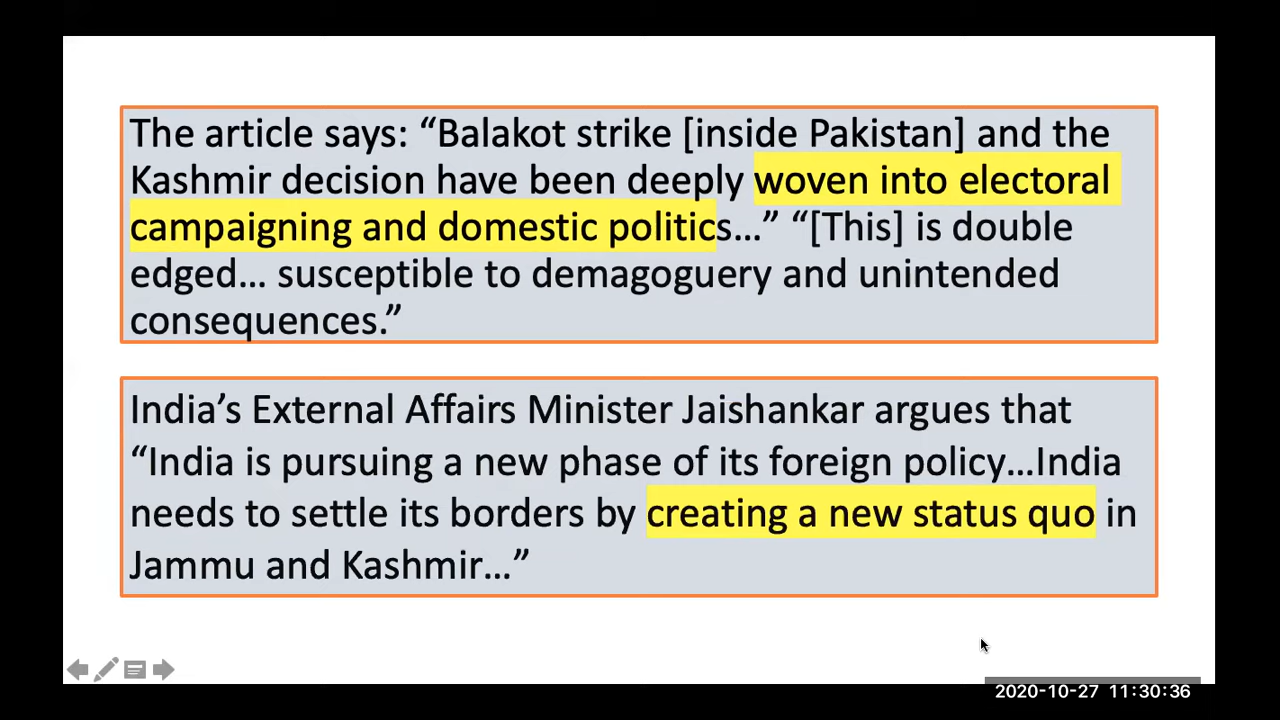 The article says: “Balakot strike [inside Pakistan] and the
Kashmir decision have been deeply woven into electoral
campaigning and domestic politics…” “[This] is double
edged… susceptible to demagoguery and unintended
consequences.”
India’s External Affairs Minister Jaishankar argues that
“India is pursuing a new phase of its foreign policy…India
needs to settle its borders by creating a new status quo in
Jammu and Kashmir…”
2020-10-27 11:30:36